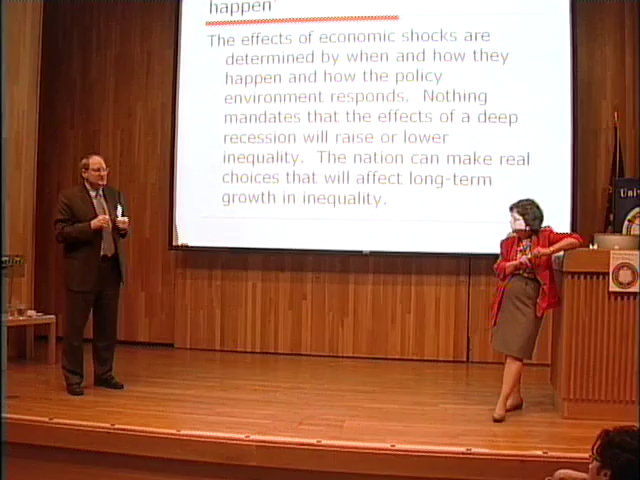 happen"
The effects of economic shocks are
determined by when and how they
happen and how the policy
environment responds. Nothing
mandates that the effects of a deep
recession will raise or lower
inequality. The nation can make real
choices that will affect long-term
growth in inequality.
Univ